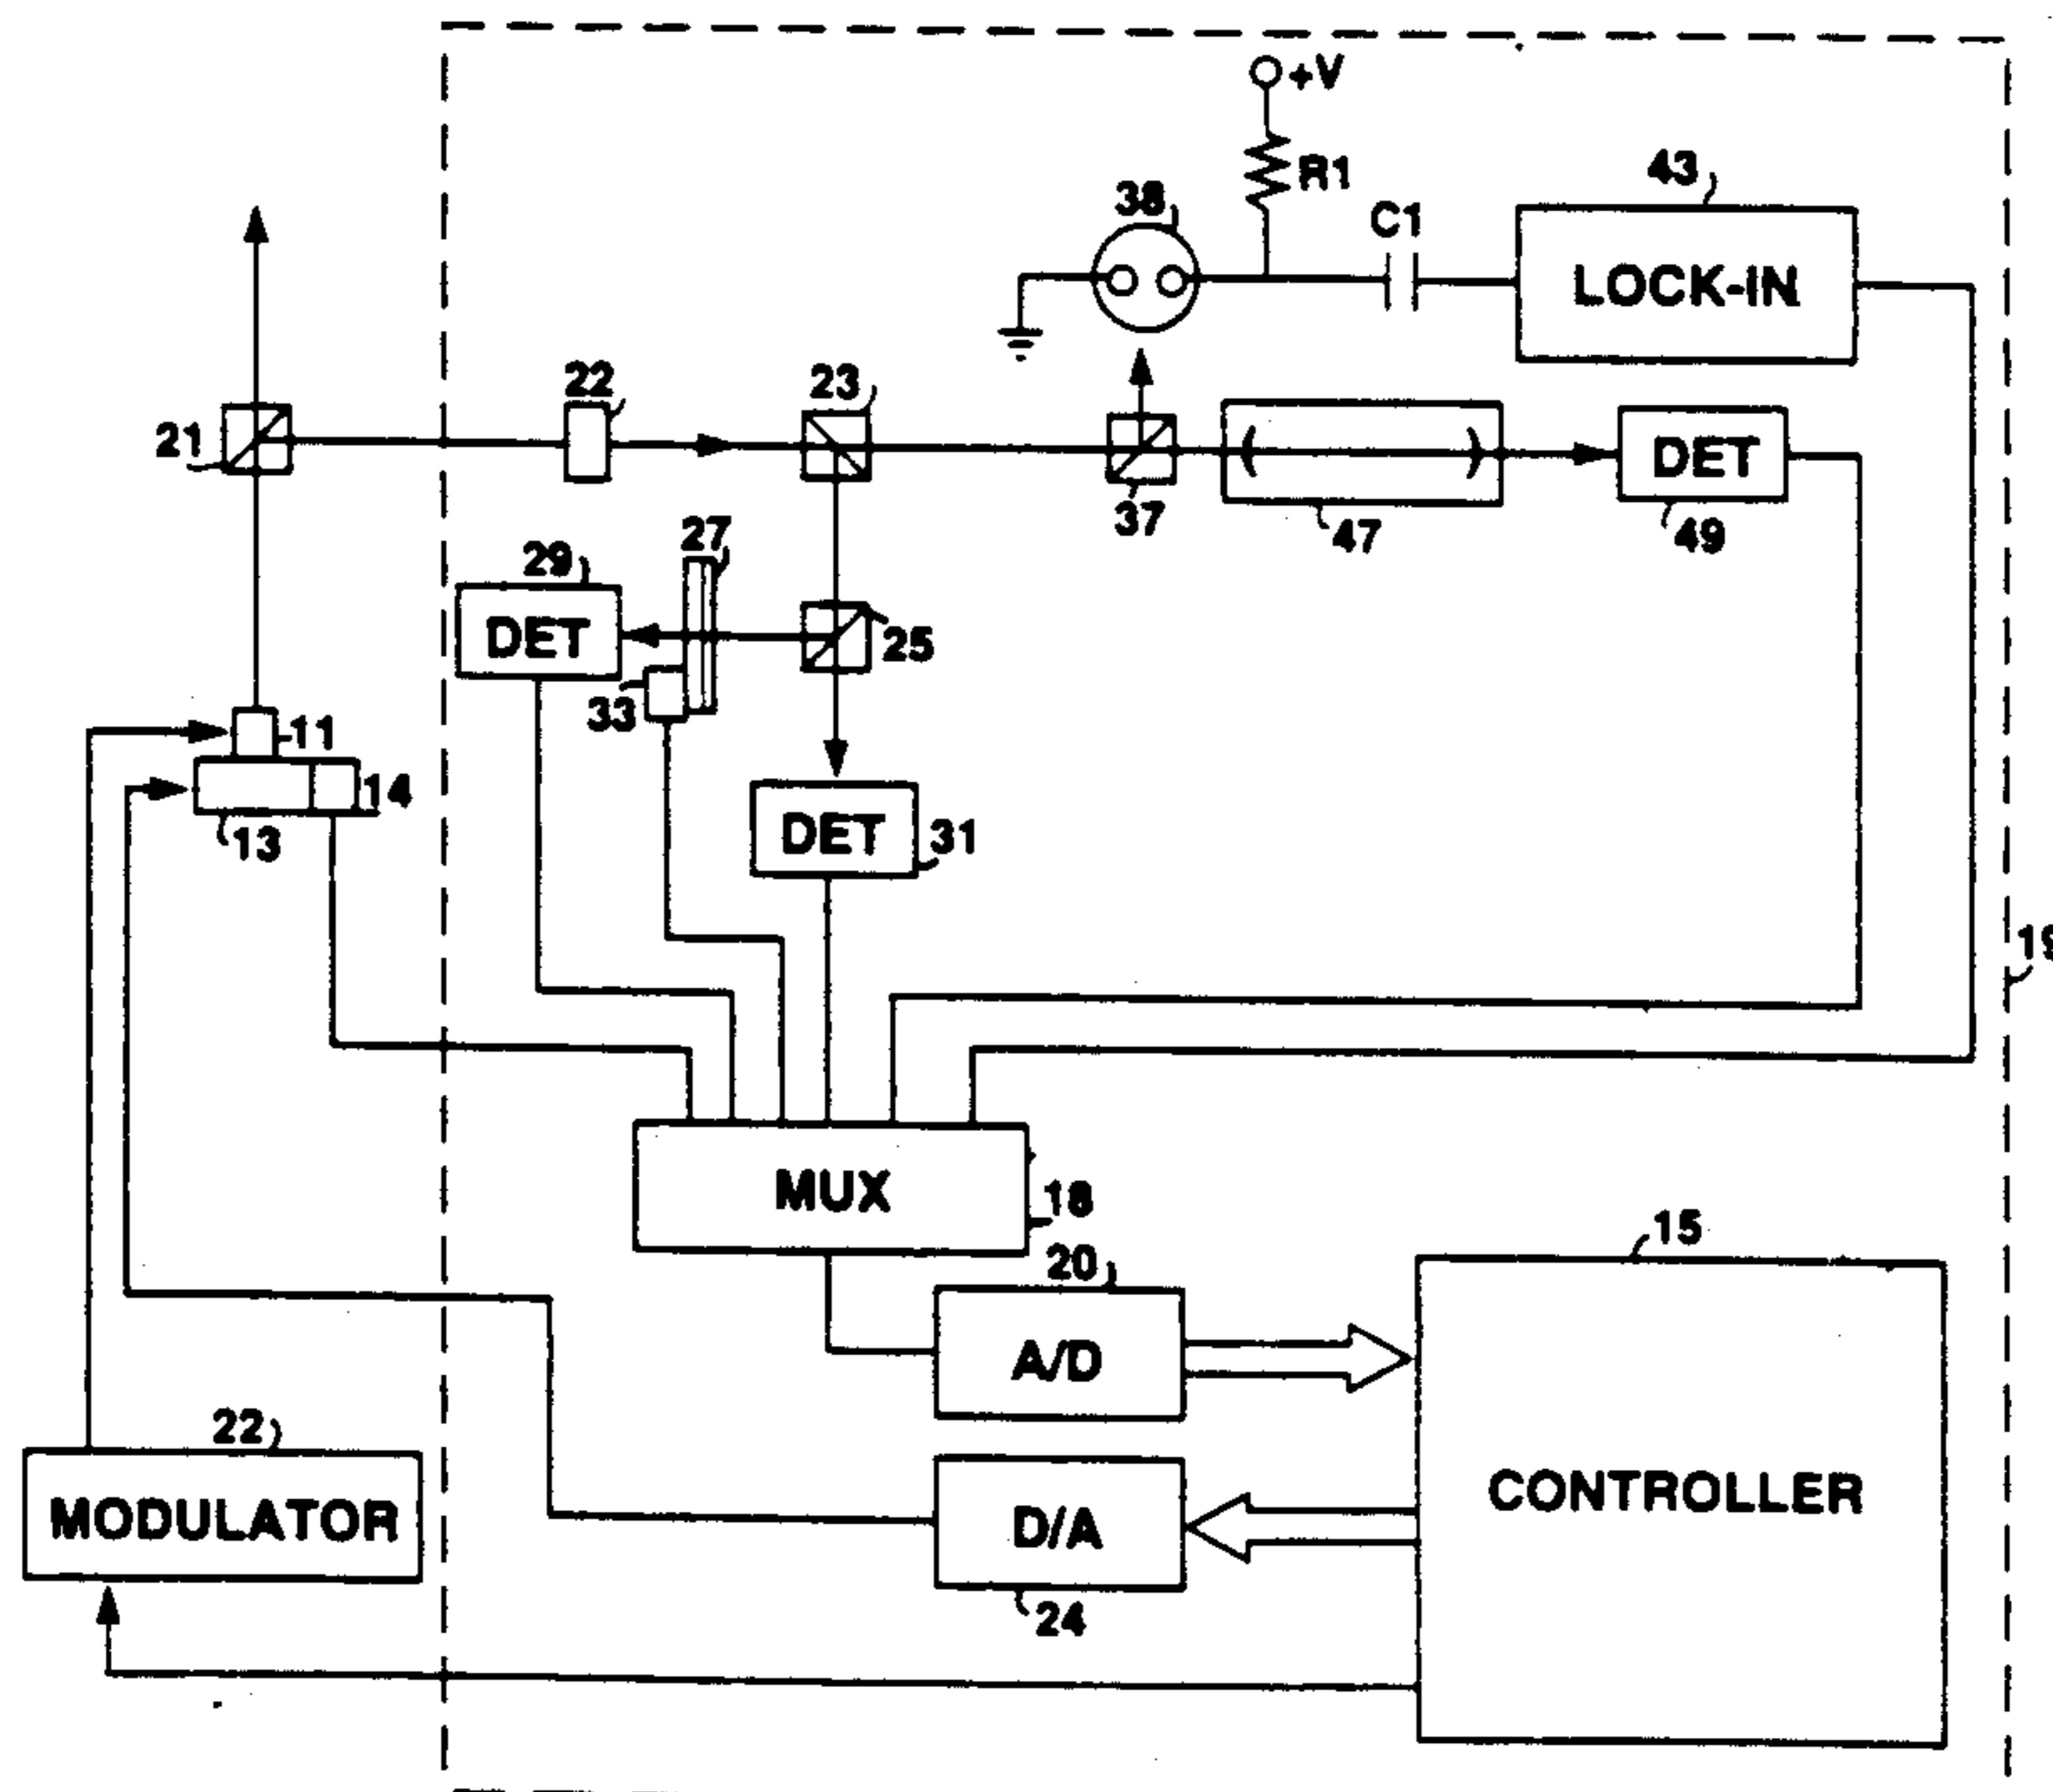 +V
R1
43
38
C1
LOCK-IN
22
23
21
DET
37
47
49
27
29
DET
25
33
11
14
13
DET
31
MUX
18
15
20
A/D
CONTROLLER
22
MODULATOR
D/A
24